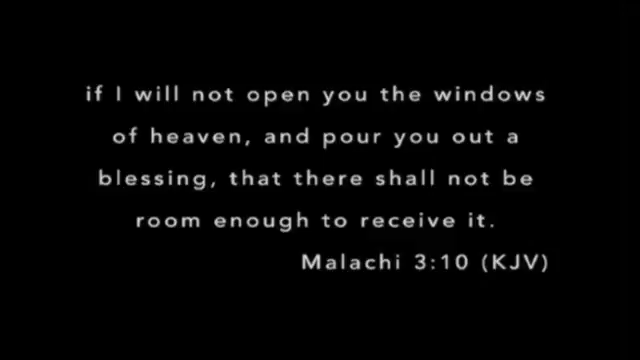 if I will not open you the windows
of heaven, and pour you out a
blessing, that there shall not be
room enough to receive it.
Malachi 3:10 (KJV)